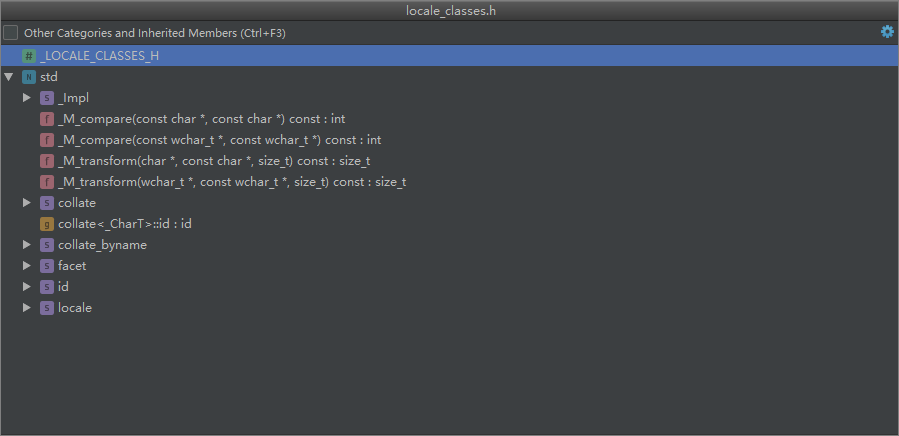 locale_classes.h
Other Categories and Inherited Members (Ctrl+F3)
# _LOCALE_CLASSES_H
N std
s _Impl
f _M_compare(const char *, const char *) const : int
f _M_compare(const wchar_t *, const wchar_t *) const : int
f _M_transform(char *, const char *, size_t) const : size_t
f _M_transform(wchar_t *, const wchar_t *, size_t) const : size_t
s collate
g collate<_CharT>::id : id
s collate_byname
s facet
s id
s locale